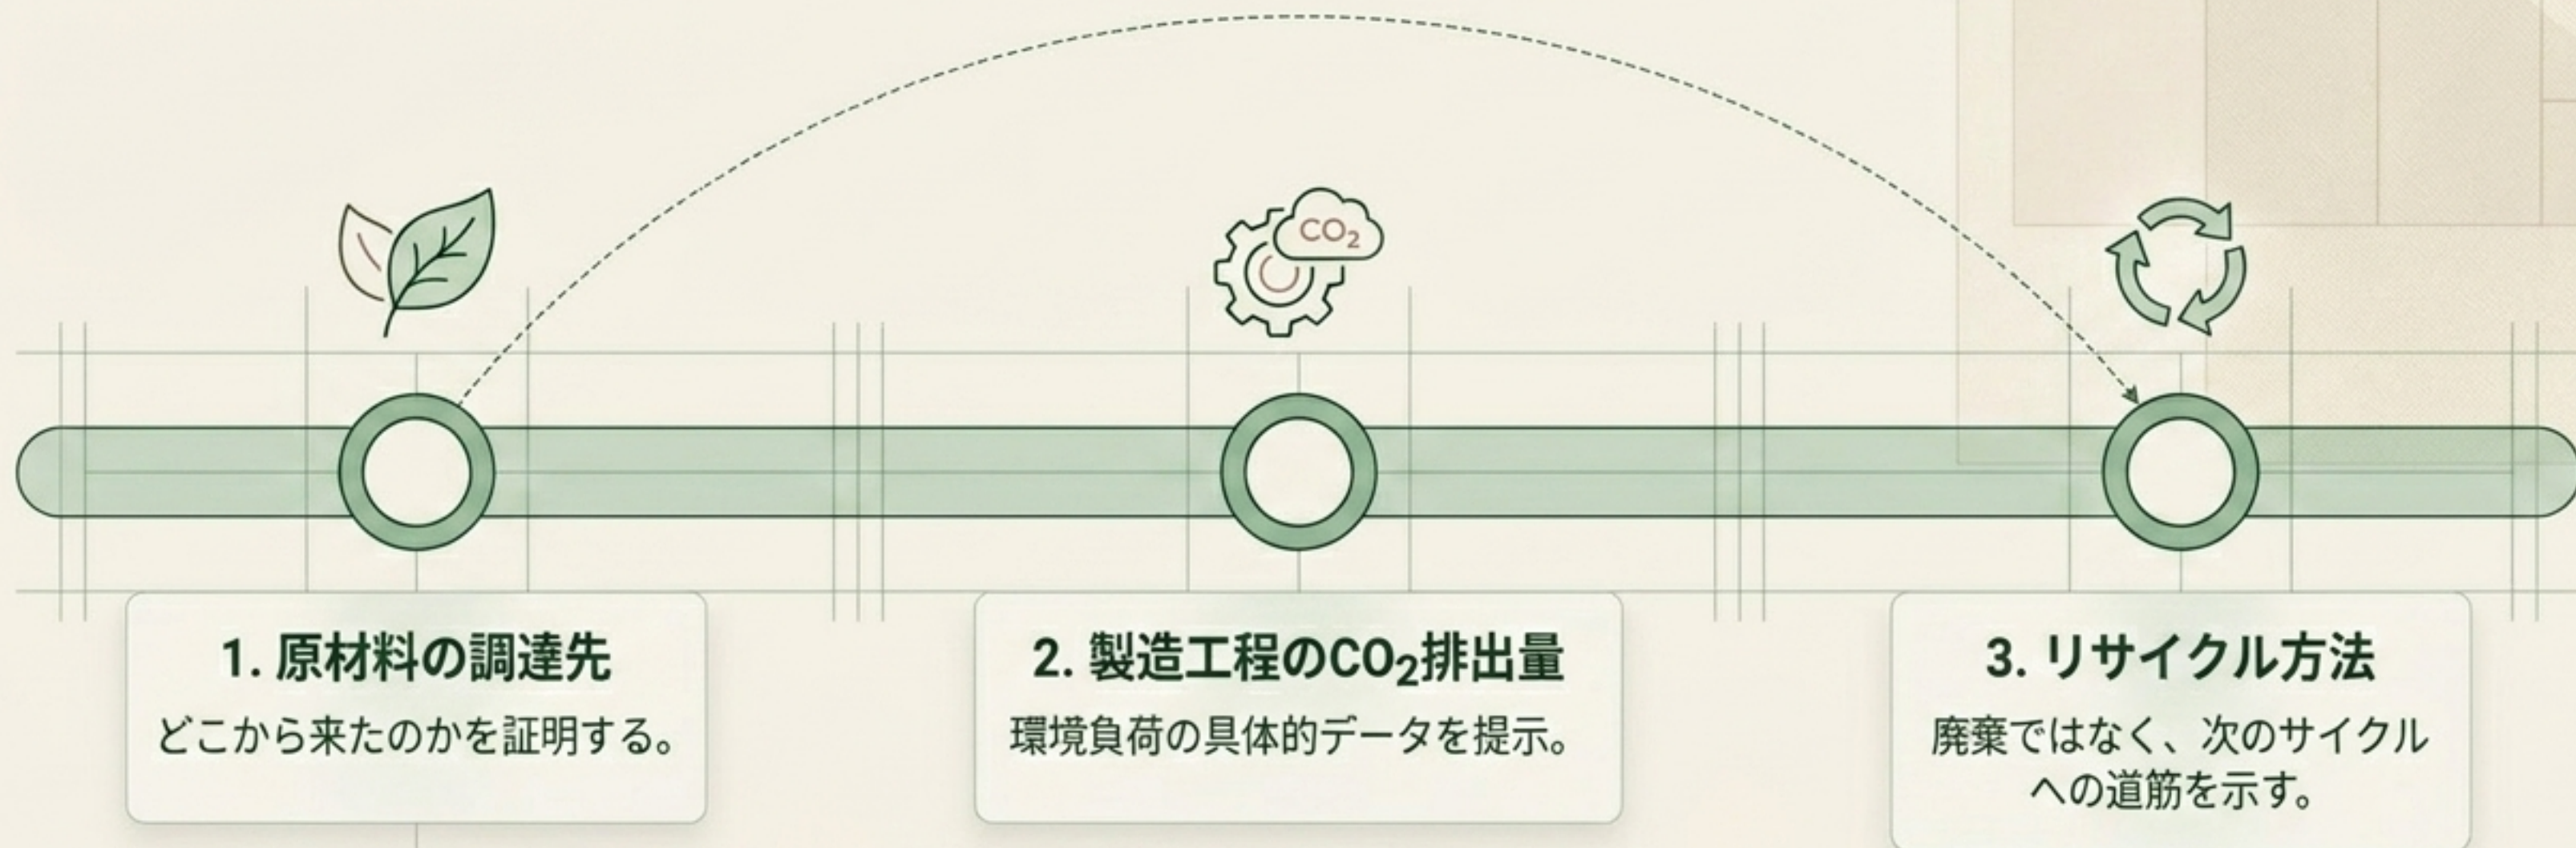 CO₂
1. 原材料の調達先
どこから来たのかを証明する。
2. 製造工程のCO₂排出量
環境負荷の具体的データを提示。
3. リサイクル方法
廃棄ではなく、次のサイクル
への道筋を示す。